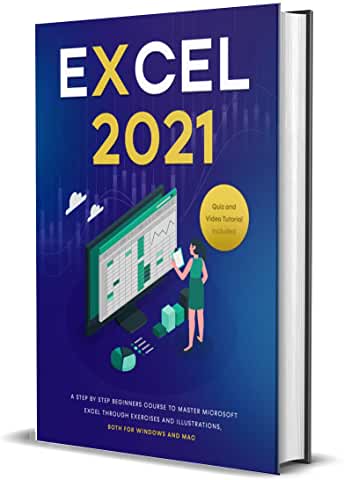 EXCEL
2021
Quiz and
Video Tutorial
Included
A STEP BY STEP BEGINNERS COURSE TO MASTER MICROSOFT
EXCEL THROUGH EXERCISES AND ILLUSTRATIONS,
BOTH FOR WINDOWS AND MAC